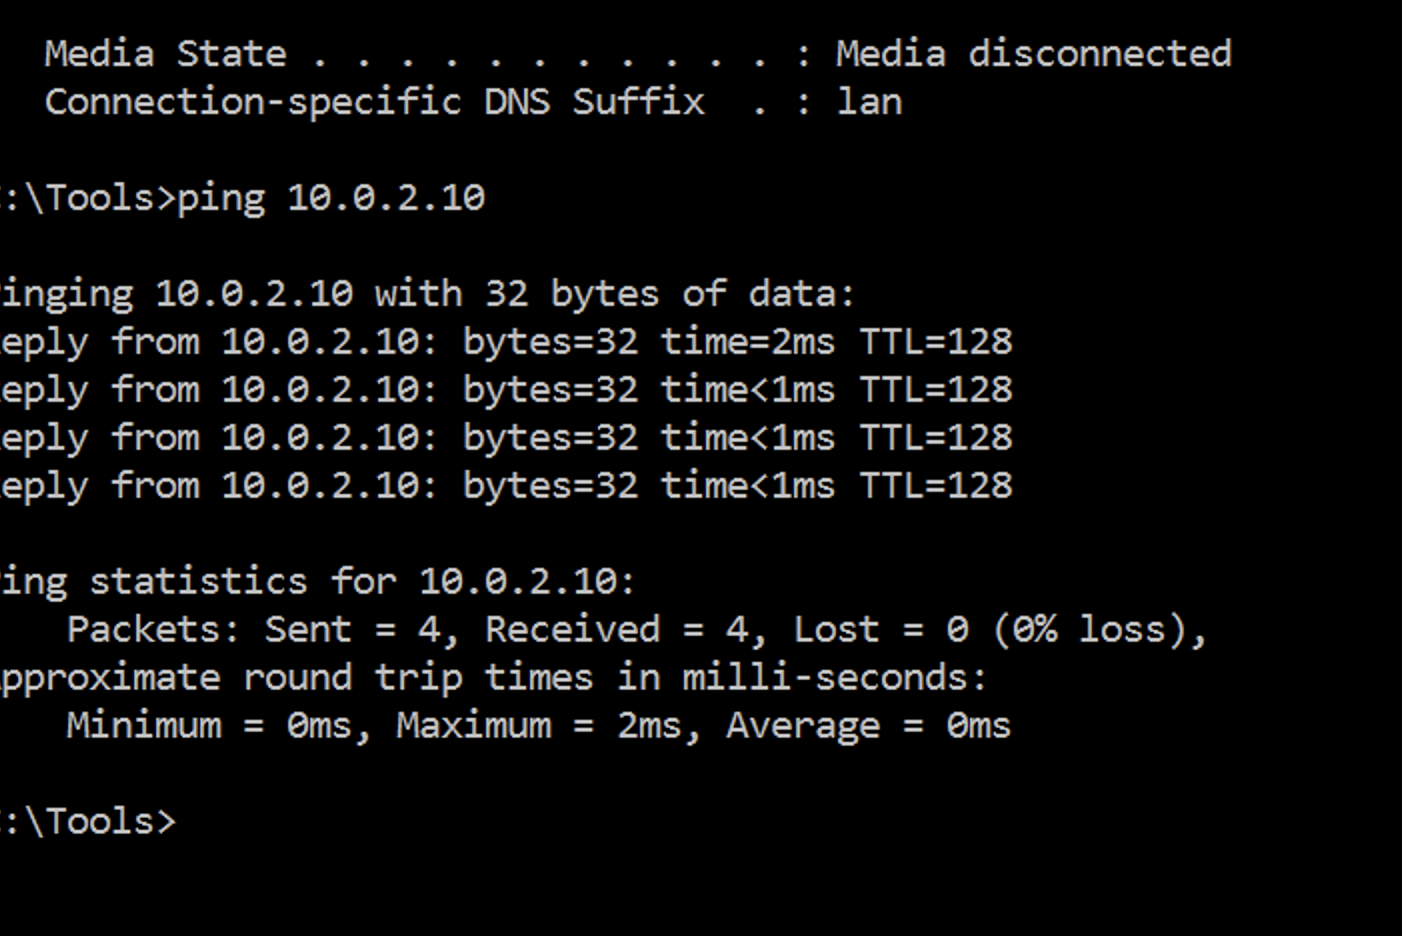 Media State . . . . . . . . . . . : Media disconnected
Connection-specific DNS Suffix  . : lan
:\Tools>ping 10.0.2.10
inging 10.0.2.10 with 32 bytes of data:
eply from 10.0.2.10: bytes=32 time=2ms TTL=128
eply from 10.0.2.10: bytes=32 time<1ms TTL=128
eply from 10.0.2.10: bytes=32 time<1ms TTL=128
eply from 10.0.2.10: bytes=32 time<1ms TTL=128
ing statistics for 10.0.2.10:
Packets: Sent = 4, Received = 4, Lost = 0 (0% loss),
pproximate round trip times in milli-seconds:
Minimum = 0ms, Maximum = 2ms, Average = 0ms
:\Tools>